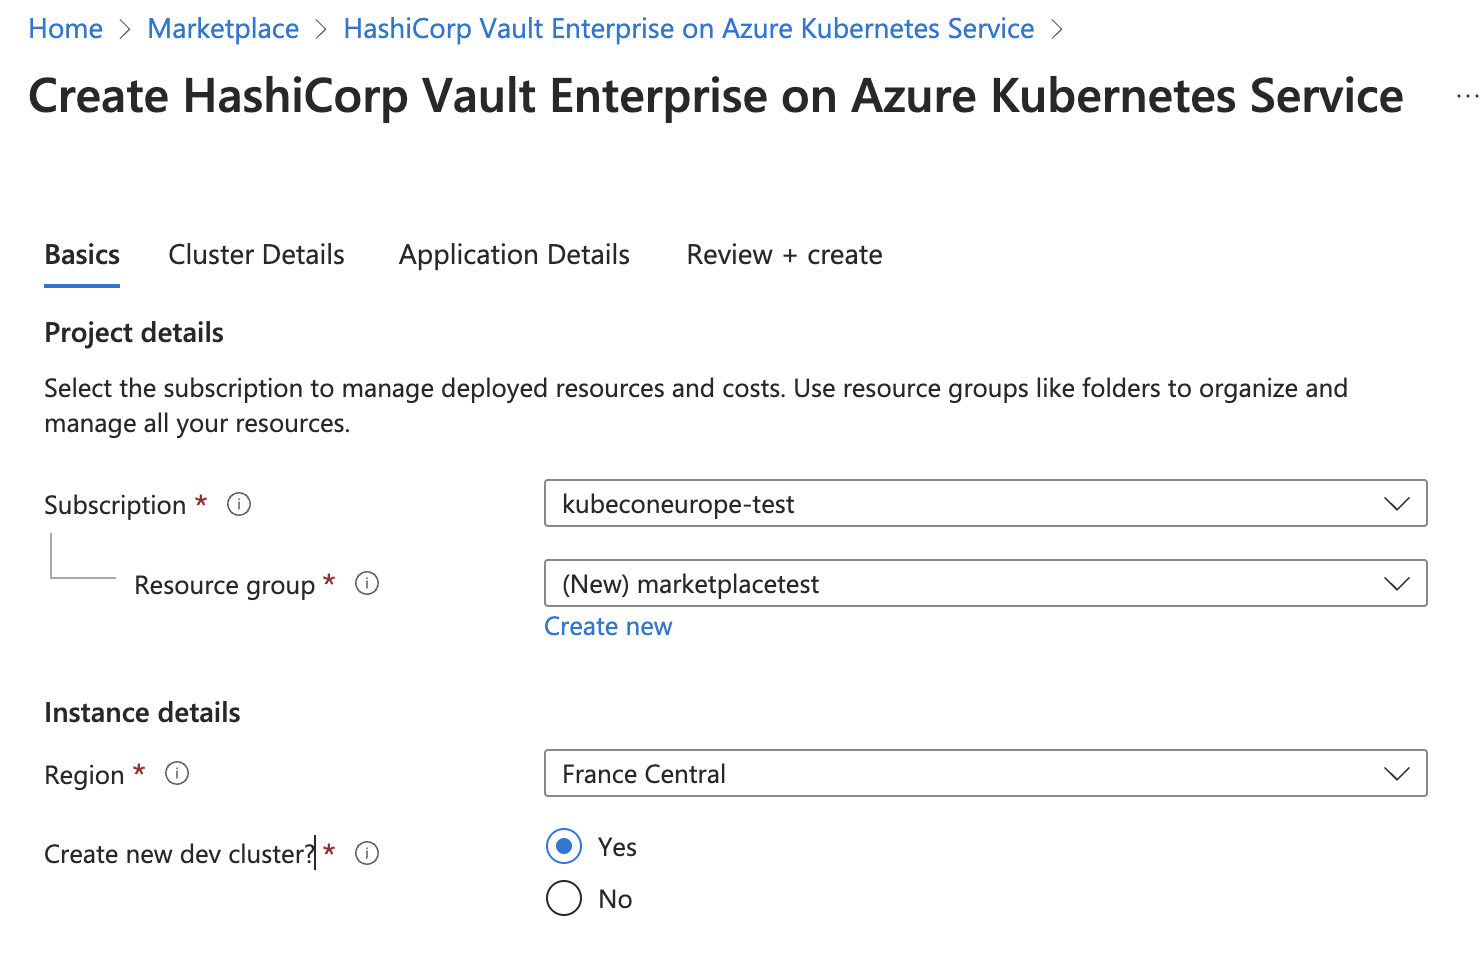 Home > Marketplace > HashiCorp Vault Enterprise on Azure Kubernetes Service >
Create HashiCorp Vault Enterprise on Azure Kubernetes Service ...
Basics Cluster Details Application Details Review + create
Project details
Select the subscription to manage deployed resources and costs. Use resource groups like folders to organize and
manage all your resources.
Subscription * kubeconeurope-test
Resource group * (New) marketplacetest
Create new
Instance details
Region * France Central
Create new dev cluster? * Yes
No